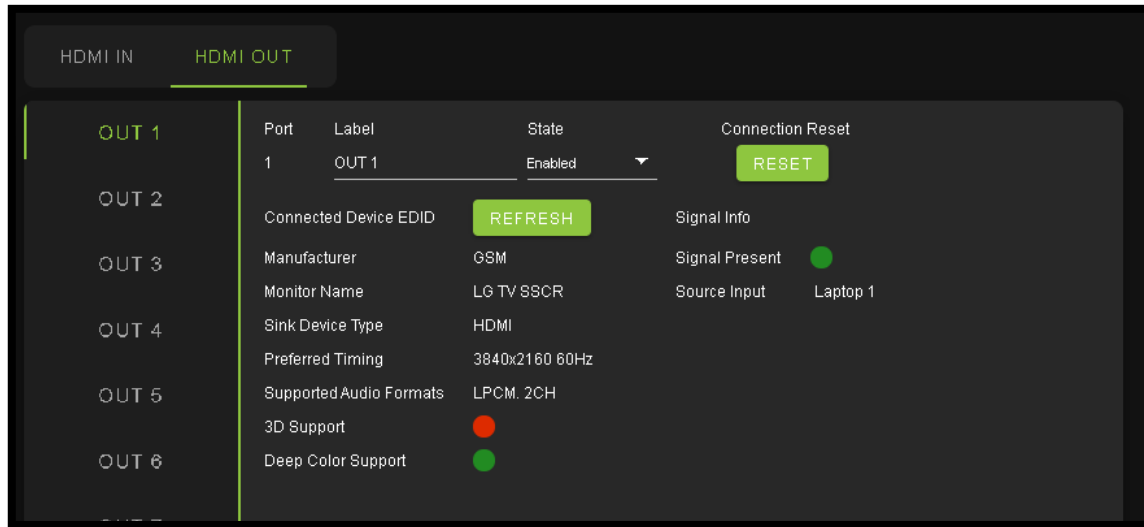 HDMI IN HDMI OUT
OUT 1
OUT 2
OUT 3
OUT 4
OUT 5
OUT 6
Port Label State Connection Reset
1 OUT 1 Enabled RESET
Connected Device EDID REFRESH Signal Info
Manufacturer GSM Signal Present
Monitor Name LG TV SSCR Source Input Laptop 1
Sink Device Type HDMI
Preferred Timing 3840x2160 60Hz
Supported Audio Formats LPCM. 2CH
3D Support
Deep Color Support